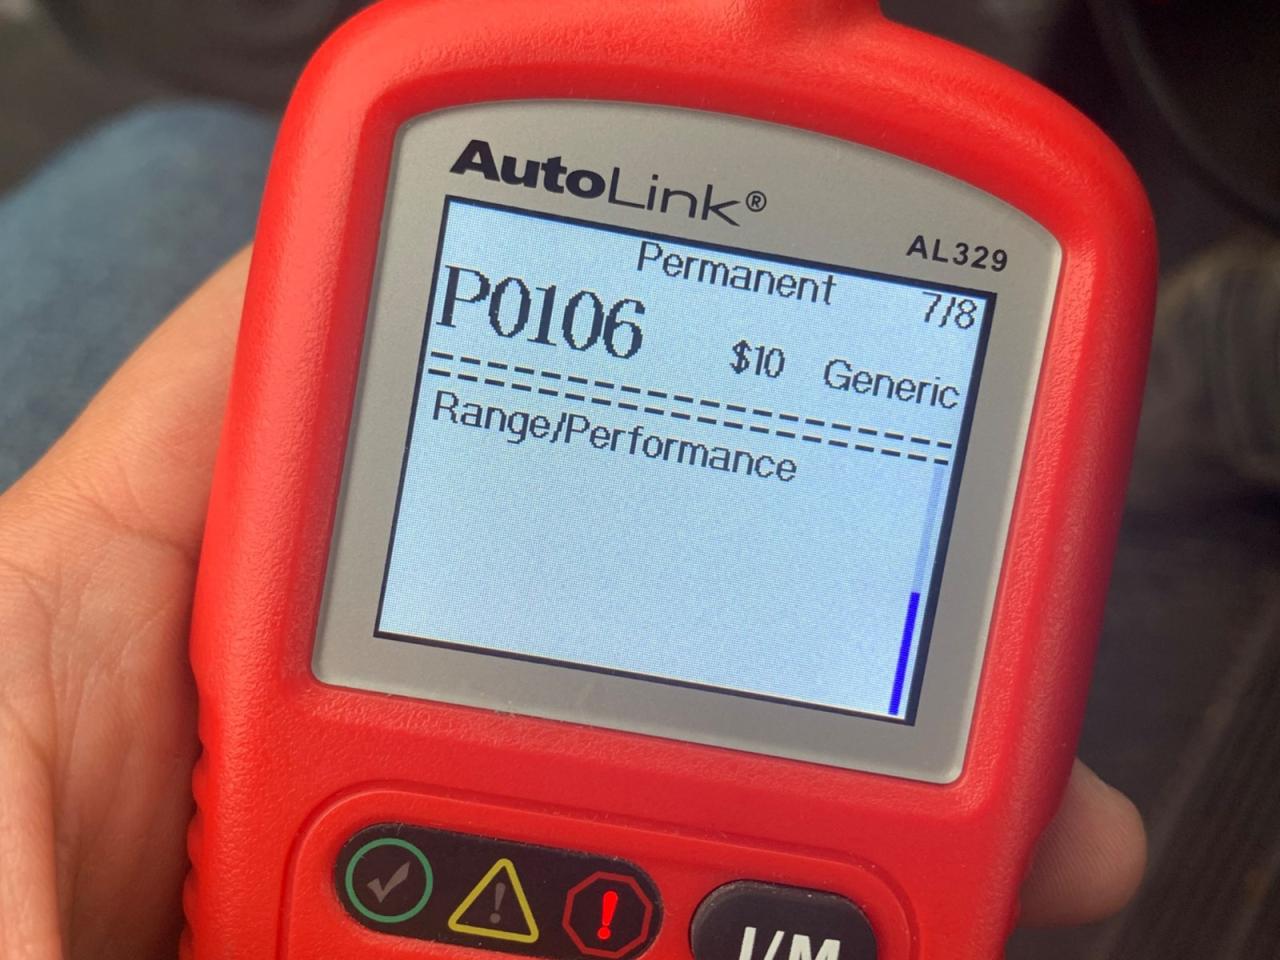 AutoLink®
AL329
Permanent 7/8
P0106 $10 Generic
Range/Performance
I/M